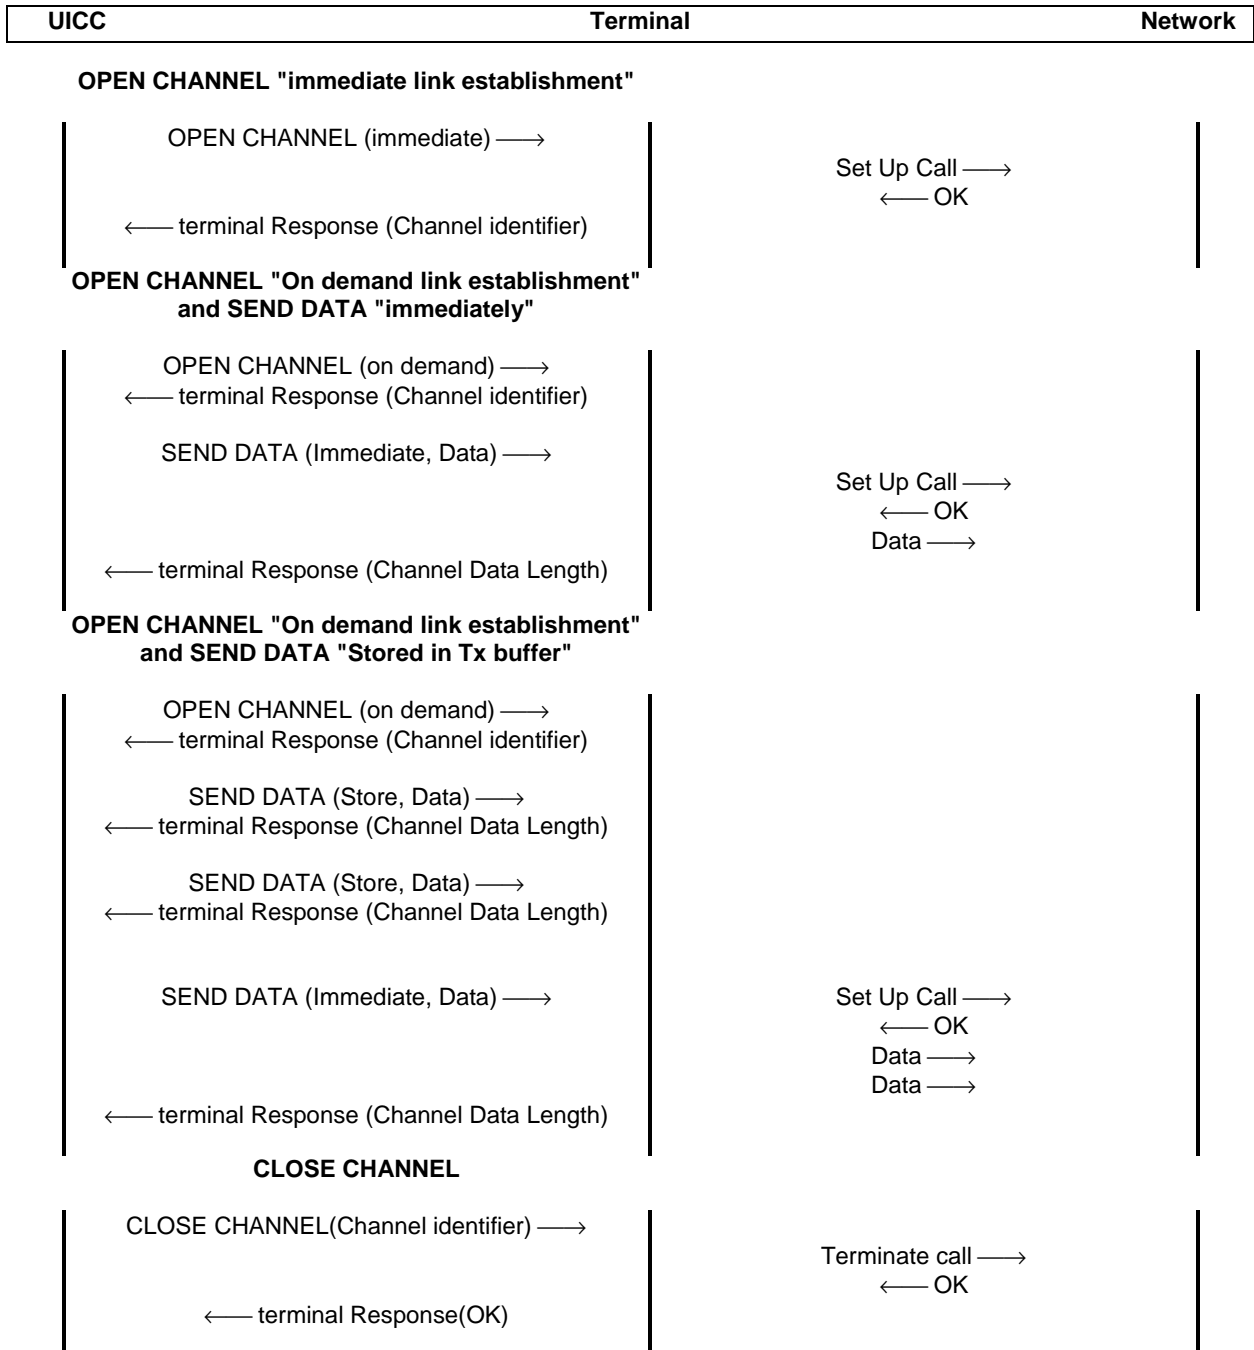 UICC Terminal Network
OPEN CHANNEL "immediate link establishment"
OPEN CHANNEL (immediate) ⟶
Set Up Call ⟶
⟵ OK
⟵ terminal Response (Channel identifier)
OPEN CHANNEL "On demand link establishment"
and SEND DATA "immediately"
OPEN CHANNEL (on demand) ⟶
⟵ terminal Response (Channel identifier)
SEND DATA (Immediate, Data) ⟶
Set Up Call ⟶
⟵ OK
Data ⟶
⟵ terminal Response (Channel Data Length)
OPEN CHANNEL "On demand link establishment"
and SEND DATA "Stored in Tx buffer"
OPEN CHANNEL (on demand) ⟶
⟵ terminal Response (Channel identifier)
SEND DATA (Store, Data) ⟶
⟵ terminal Response (Channel Data Length)
SEND DATA (Store, Data) ⟶
⟵ terminal Response (Channel Data Length)
SEND DATA (Immediate, Data) ⟶ Set Up Call ⟶
⟵ OK
Data ⟶
Data ⟶
⟵ terminal Response (Channel Data Length)
CLOSE CHANNEL
CLOSE CHANNEL(Channel identifier) ⟶
Terminate call ⟶
⟵ OK
⟵ terminal Response(OK)